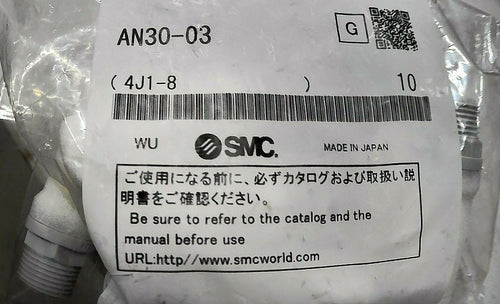 AN30-03
G
(4J1-8 ) 10
WU SMC. MADE IN JAPAN
ご使用になる前に、必ずカタログおよび取扱い説
明書をご確認ください。
Be sure to refer to the catalog and the
manual before use
URL:http//www.smcworld.com